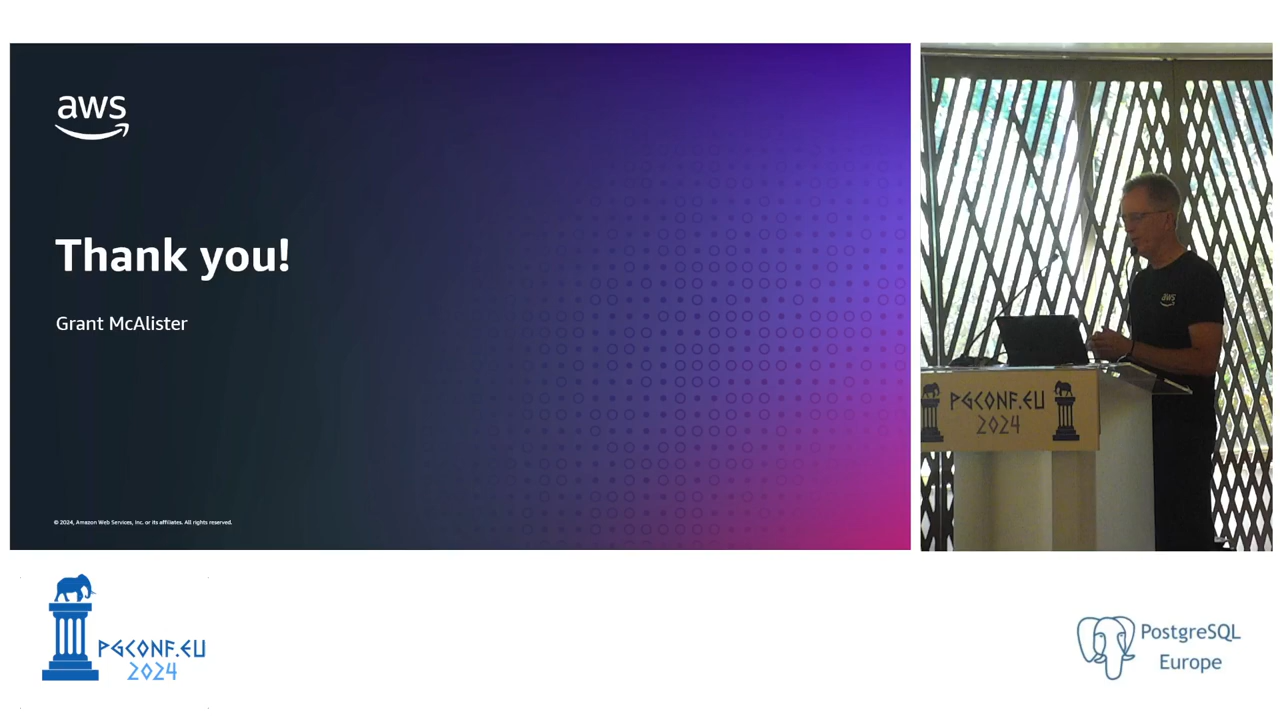 aws
Thank you!
Grant McAlister
© 2024, Amazon Web Services, Inc. or its affiliates. All rights reserved.
aws
PGCONF.EU
2024
PGCONF.EU
2024
PostgreSQL
Europe